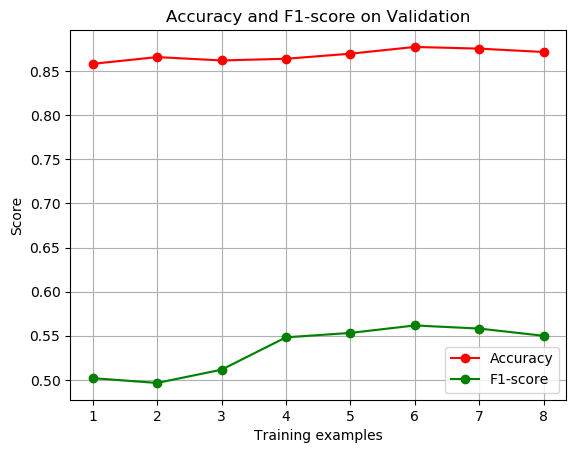 Accuracy and F1-score on Validation
Score
0.85
0.80
0.75
0.70
0.65
0.60
0.55
0.50
Accuracy
F1-score
1 2 3 4 5 6 7 8
Training examples